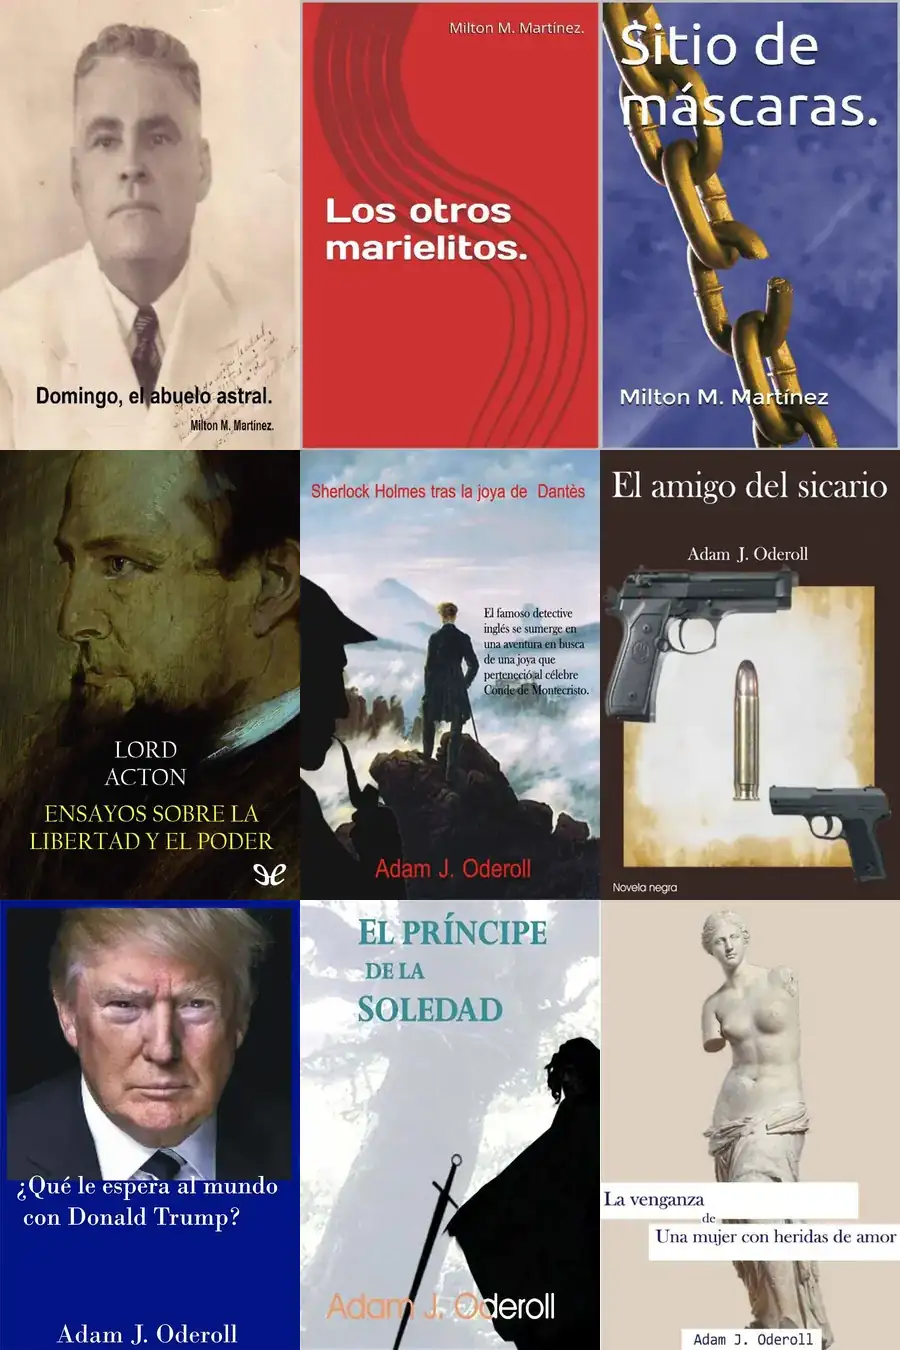 Domingo, el abuelo astral.
Milton M. Martínez.
Milton M. Martínez.
Los otros
marielitos.
Sitio de
máscaras.
Milton M. Martínez
LORD
ACTON
ENSAYOS SOBRE LA
LIBERTAD Y EL PODER
Sherlock Holmes tras la joya de Dantès
El famoso detective
inglés se sumerge en
una aventura en busca
de una joya que
perteneció al célebre
Conde de Montecristo.
Adam J. Oderoll
El amigo del sicario
Adam J. Oderoll
Novela negra
¿Qué le espera al mundo
con Donald Trump?
Adam J. Oderoll
EL PRÍNCIPE
DE LA
SOLEDAD
Adam J. Oderoll
La venganza
de
Una mujer con heridas de amor
Adam J. Oderoll